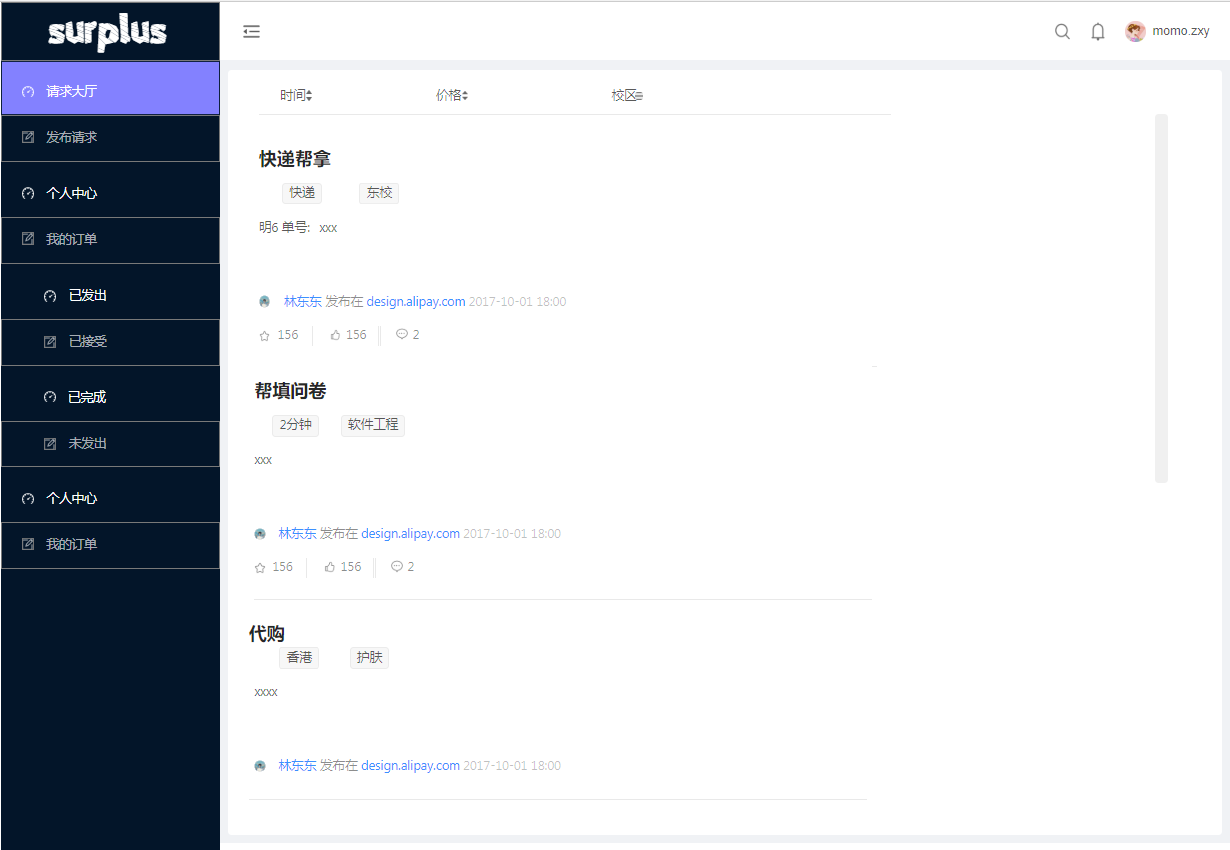 surplus
momo.zxy
请求大厅
发布请求
个人中心
我的订单
已发出
已接受
已完成
未发出
个人中心
我的订单
时间 价格 校区
快递帮拿
快递 东校
明6 单号: xxx
林东东 发布在 design.alipay.com 2017-10-01 18:00
156 156 2
帮填问卷
2分钟 软件工程
xxx
林东东 发布在 design.alipay.com 2017-10-01 18:00
156 156 2
代购
香港 护肤
xxxx
林东东 发布在 design.alipay.com 2017-10-01 18:00